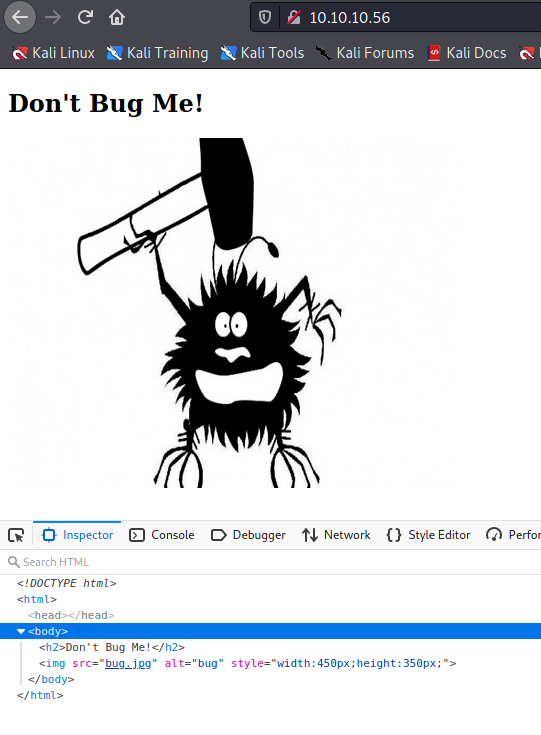 10.10.10.56
Kali Linux Kali Training Kali Tools Kali Forums Kali Docs
Don't Bug Me!
Inspector Console Debugger Network Style Editor
Search HTML
<!DOCTYPE html>
<html>
<head></head>
<body>
<h2>Don't Bug Me!</h2>
<img src="bug.jpg" alt="bug" style="width:450px;height:350px;">
</body>
</html>